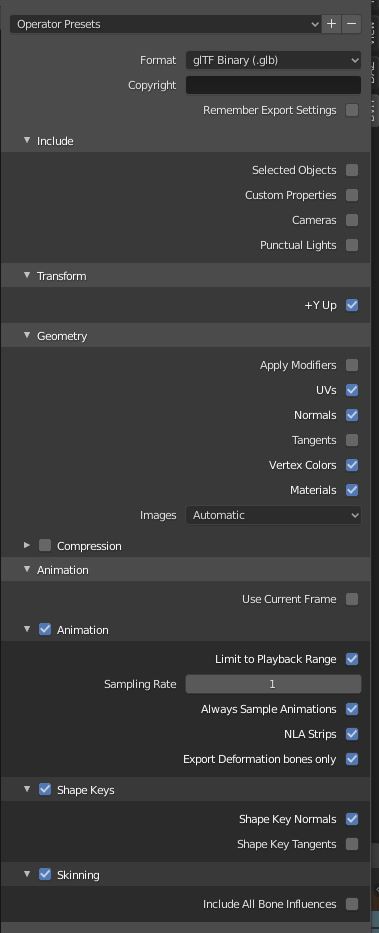 Operator Presets
Format glTF Binary (.glb)
Copyright
Remember Export Settings
Include
Selected Objects
Custom Properties
Cameras
Punctual Lights
Transform
+Y Up
Geometry
Apply Modifiers
UVs
Normals
Tangents
Vertex Colors
Materials
Images Automatic
Compression
Animation
Use Current Frame
Animation
Limit to Playback Range
Sampling Rate 1
Always Sample Animations
NLA Strips
Export Deformation bones only
Shape Keys
Shape Key Normals
Shape Key Tangents
Skinning
Include All Bone Influences